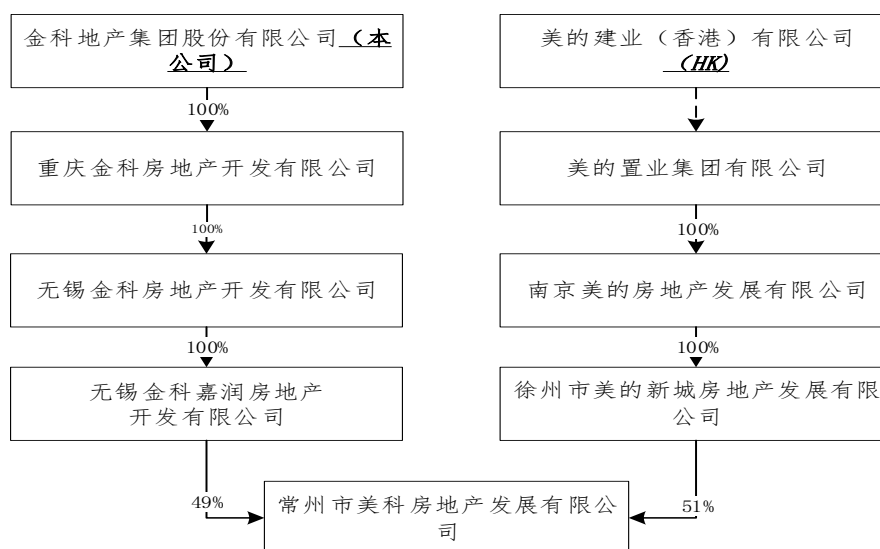 金科地产集团股份有限公司（本
公司）
美的建业（香港）有限公司
（HK)
100%
重庆金科房地产开发有限公司
美的置业集团有限公司
100%
100%
无锡金科房地产开发有限公司
南京美的房地产发展有限公司
100%
100%
无锡金科嘉润房地产
开发有限公司
徐州市美的新城房地产发展有限
公司
49%
常州市美科房地产发展有限公
司
51%